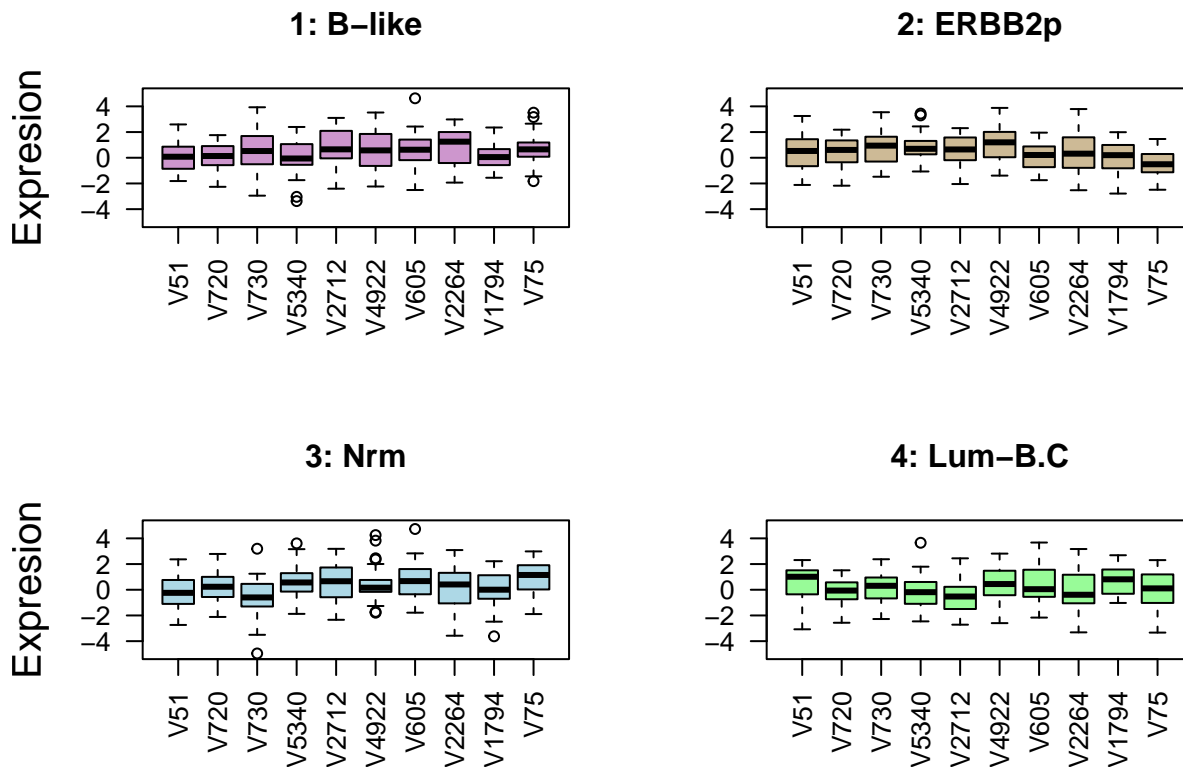 1: B−like
Expresion
4
2
0
−2
−4
V51
V720
V730
V5340
V2712
V4922
V605
V2264
V1794
V75
2: ERBB2p
4
2
0
−2
−4
V51
V720
V730
V5340
V2712
V4922
V605
V2264
V1794
V75
3: Nrm
Expresion
4
2
0
−2
−4
V51
V720
V730
V5340
V2712
V4922
V605
V2264
V1794
V75
4: Lum−B.C
4
2
0
−2
−4
V51
V720
V730
V5340
V2712
V4922
V605
V2264
V1794
V75